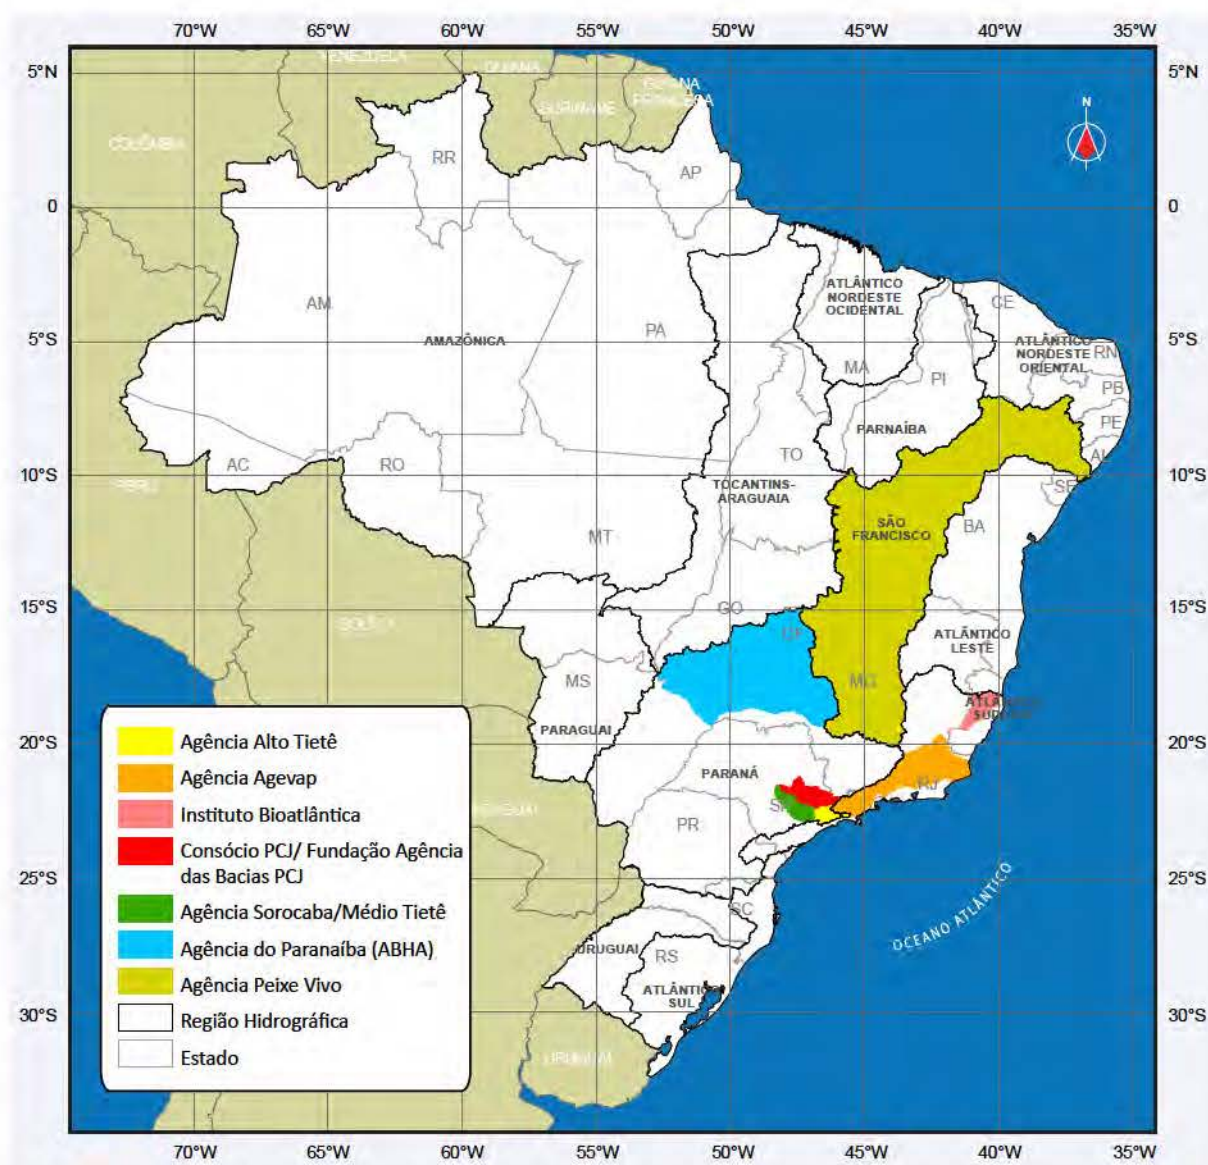 70°W 65°W 60°W 55°W 50°W 45°W 40°W 35°W
5°N 5°N
VENEZUELA
GUIANA
GUIANA
FRANCESA
SURINAME
COLÔMBIA
N
RR
AP
0 0
AM
PA
AMAZÔNICA
ATLÂNTICO
NORDESTE
OCIDENTAL
CE
5°S 5°S
ATLÂNTICO
NORDESTE
ORIENTAL
RN
MA
PI
PB
PARNAÍBA
PE
AC
RO
TO
AL
10°S 10°S
PERU
TOCANTINS-
ARAGUAIA
SE
SÃO
FRANCISCO
BA
MT
15°S 15°S
GO
BOLÍVIA
DF
ATLÂNTICO
LESTE
MS
MG
ATLÂNTICO
SUDESTE
PARAGUAI
20°S 20°S
PARANÁ
RJ
SP
PR
25°S 25°S
SC
OCEANO ATLÂNTICO
URUGUAI
RS
ATLÂNTICO
SUL
30°S 30°S
URUGUAI
Agência Alto Tietê
Agência Agevap
Instituto Bioatlântica
Consócio PCJ/ Fundação Agência
das Bacias PCJ
Agência Sorocaba/Médio Tietê
Agência do Paranaíba (ABHA)
Agência Peixe Vivo
Região Hidrográfica
Estado
70°W 65°W 60°W 55°W 50°W 45°W 40°W 35°W